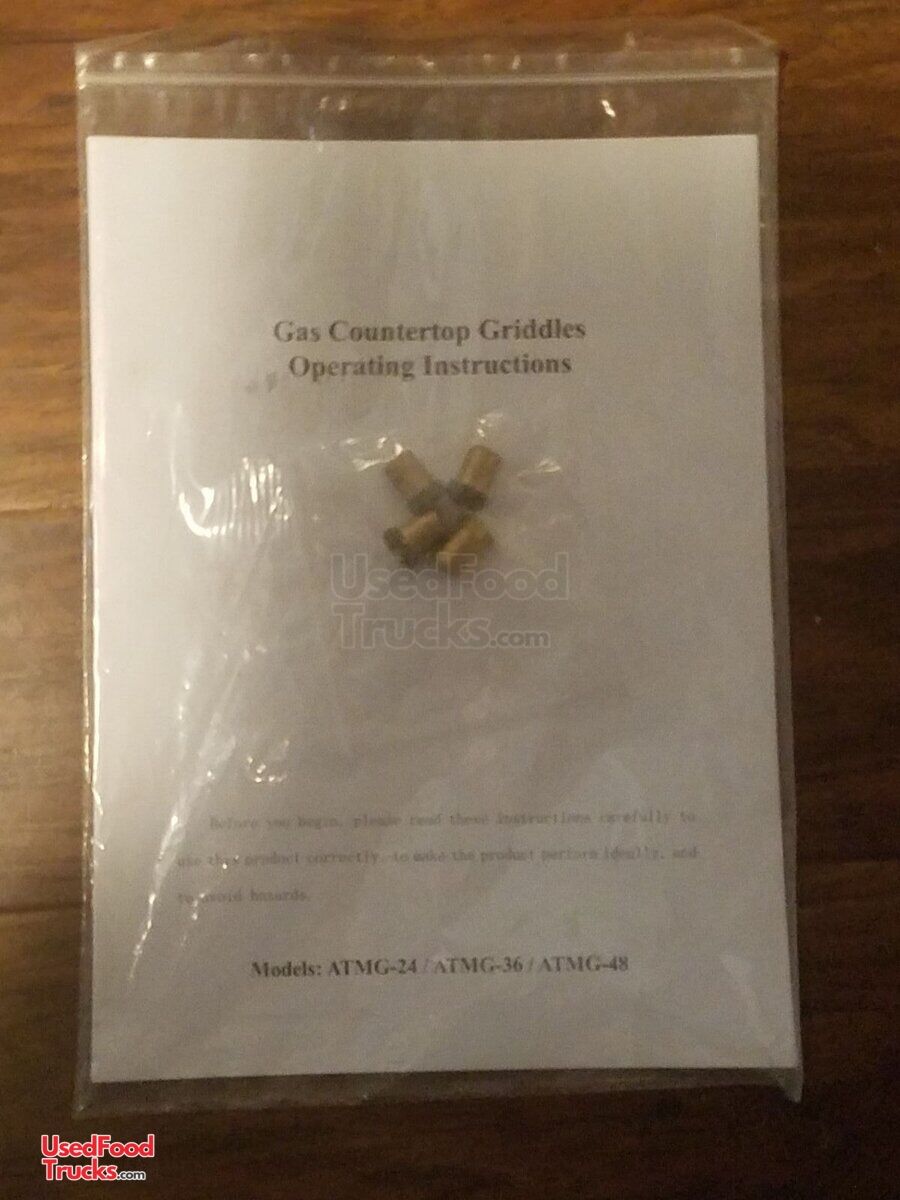 Gas Countertop Griddles
Operating Instructions
UsedFood
Trucks.com
Before you begin, please read these instructions carefully to
use this product correctly, to make the product perform ideally, and
to avoid hazards.
Models: ATMG-24 / ATMG-36 / ATMG-48
UsedFood
Trucks.com